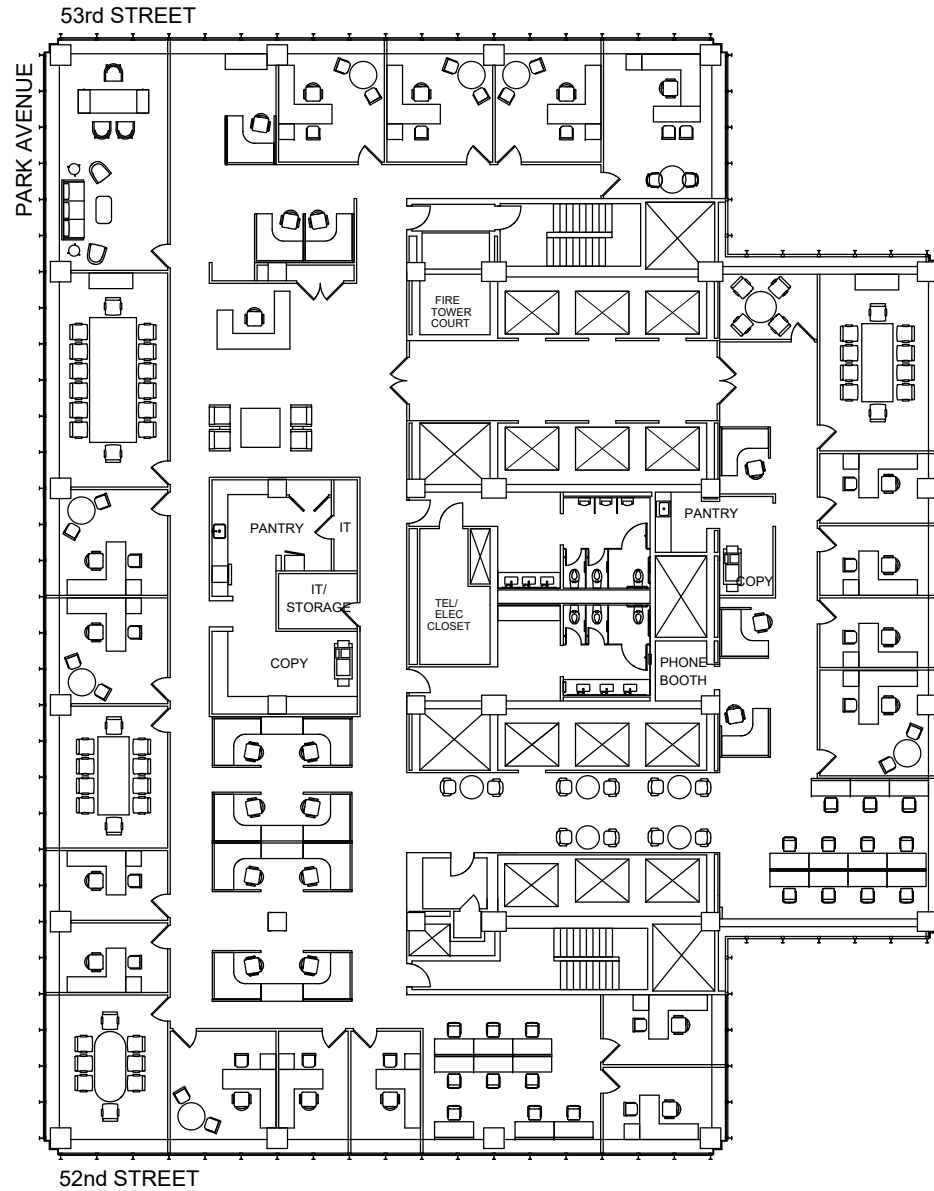 53rd STREET
PARK AVENUE
FIRE
TOWER
COURT
PANTRY
IT
PANTRY
IT/
STORAGE
COPY
TEL/
ELEC
CLOSET
COPY
PHONE
BOOTH
52nd STREET